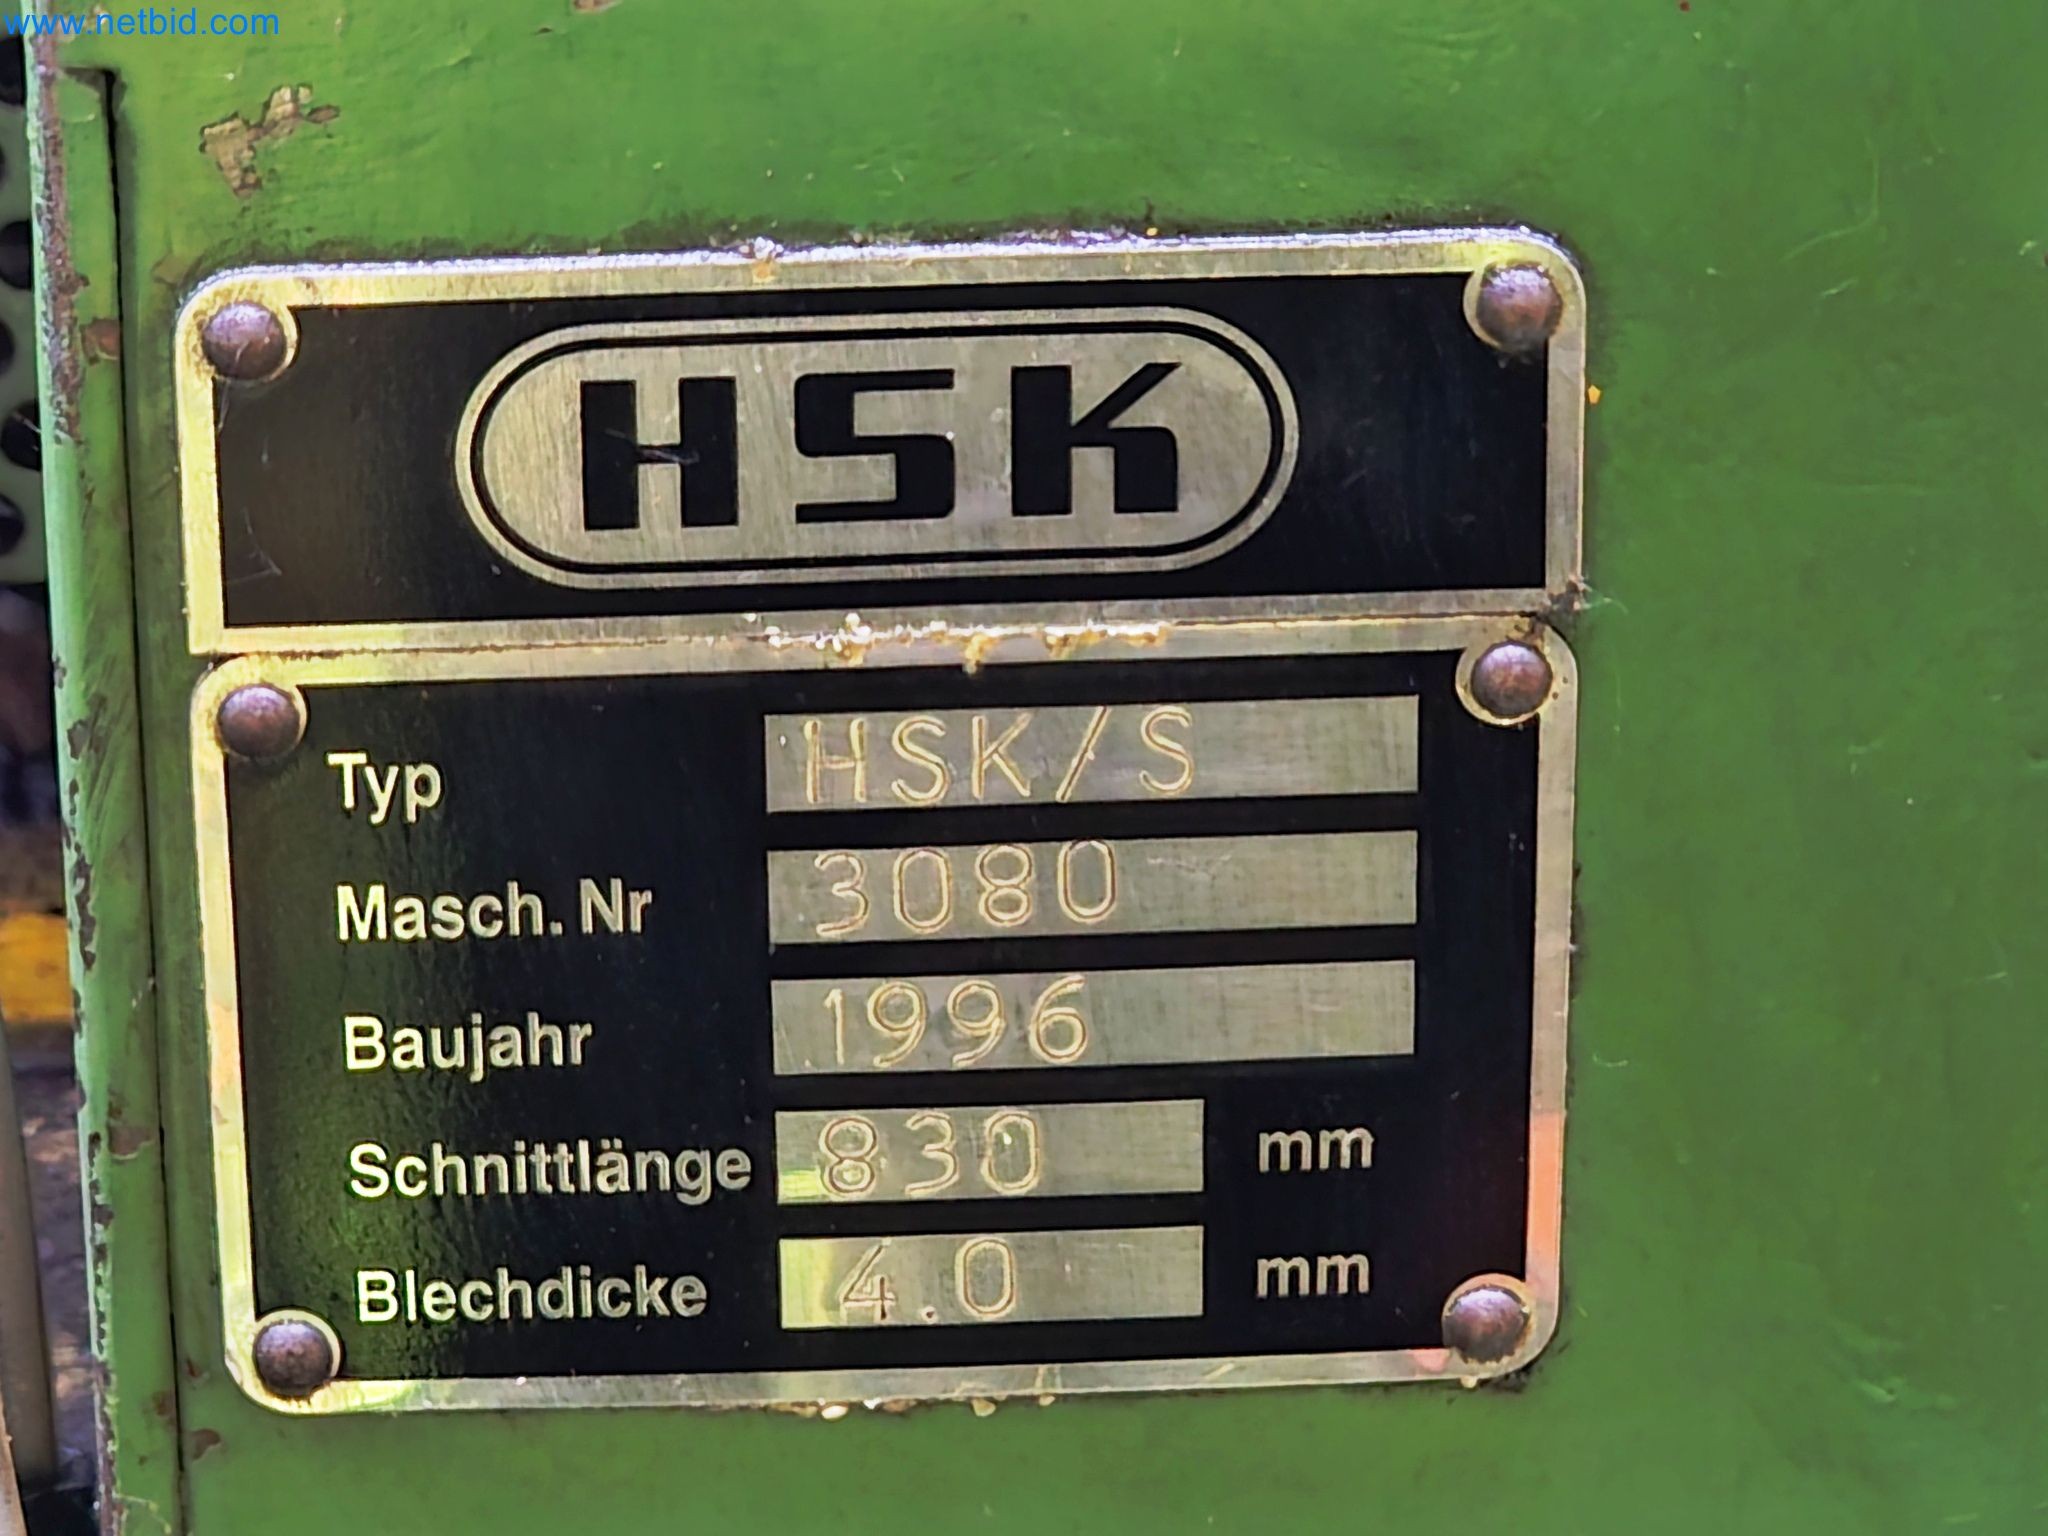 www.netbid.com
HSK
Typ HSK/S
Masch. Nr 3080
Baujahr 1996
Schnittlänge 830 mm
Blechdicke 4.0 mm